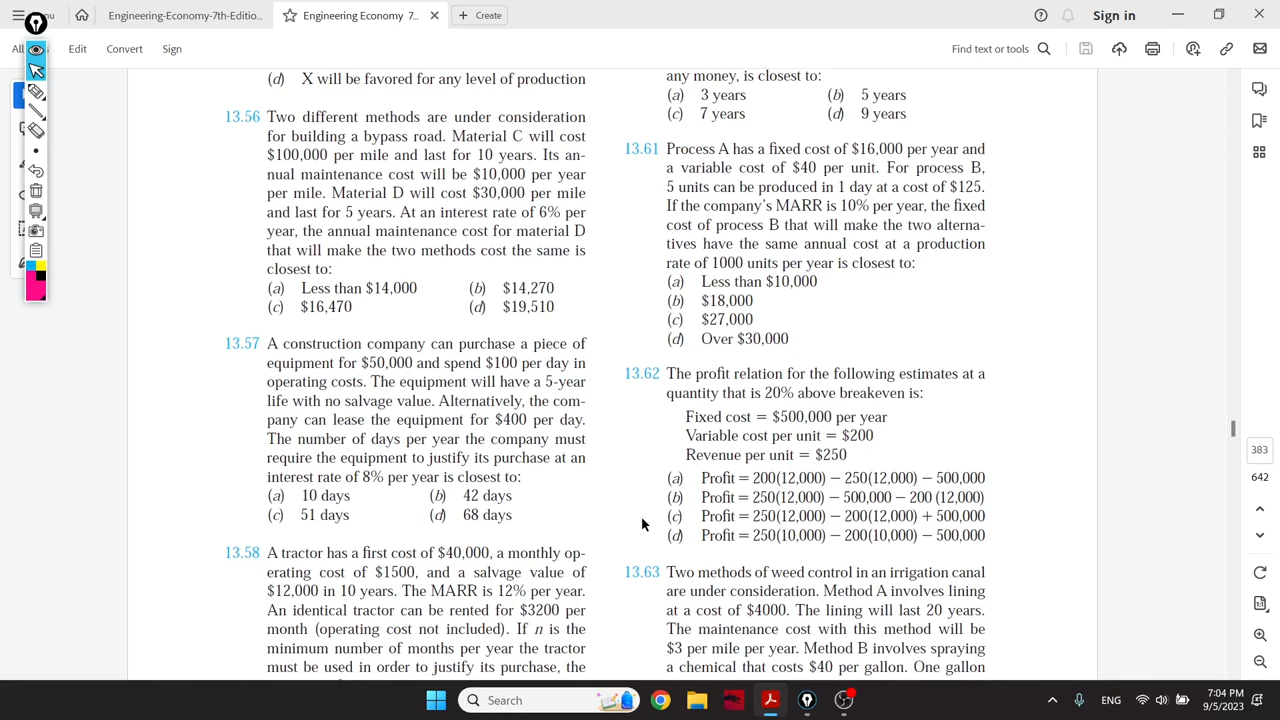 Menu
Engineering-Economy-7th-Editio...
Engineering Economy 7...
Create
Sign in
All
Edit
Convert
Sign
Find text or tools
(d) X will be favored for any level of production
13.56 Two different methods are under consideration
for building a bypass road. Material C will cost
$100,000 per mile and last for 10 years. Its an-
nual maintenance cost will be $10,000 per year
per mile. Material D will cost $30,000 per mile
and last for 5 years. At an interest rate of 6% per
year, the annual maintenance cost for material D
that will make the two methods cost the same is
closest to:
(a) Less than $14,000 (b) $14,270
(c) $16,470 (d) $19,510
13.57 A construction company can purchase a piece of
equipment for $50,000 and spend $100 per day in
operating costs. The equipment will have a 5-year
life with no salvage value. Alternatively, the com-
pany can lease the equipment for $400 per day.
The number of days per year the company must
require the equipment to justify its purchase at an
interest rate of 8% per year is closest to:
(a) 10 days (b) 42 days
(c) 51 days (d) 68 days
13.58 A tractor has a first cost of $40,000, a monthly op-
erating cost of $1500, and a salvage value of
$12,000 in 10 years. The MARR is 12% per year.
An identical tractor can be rented for $3200 per
month (operating cost not included). If n is the
minimum number of months per year the tractor
must be used in order to justify its purchase, the
any money, is closest to:
(a) 3 years (b) 5 years
(c) 7 years (d) 9 years
13.61 Process A has a fixed cost of $16,000 per year and
a variable cost of $40 per unit. For process B,
5 units can be produced in 1 day at a cost of $125.
If the company's MARR is 10% per year, the fixed
cost of process B that will make the two alterna-
tives have the same annual cost at a production
rate of 1000 units per year is closest to:
(a) Less than $10,000
(b) $18,000
(c) $27,000
(d) Over $30,000
13.62 The profit relation for the following estimates at a
quantity that is 20% above breakeven is:
Fixed cost = $500,000 per year
Variable cost per unit = $200
Revenue per unit = $250
(a) Profit = 200(12,000) − 250(12,000) − 500,000
(b) Profit = 250(12,000) − 500,000 − 200 (12,000)
(c) Profit = 250(12,000) − 200(12,000) + 500,000
(d) Profit = 250(10,000) − 200(10,000) − 500,000
13.63 Two methods of weed control in an irrigation canal
are under consideration. Method A involves lining
at a cost of $4000. The lining will last 20 years.
The maintenance cost with this method will be
$3 per mile per year. Method B involves spraying
a chemical that costs $40 per gallon. One gallon
383
642
Search
ENG
7:04 PM
9/5/2023